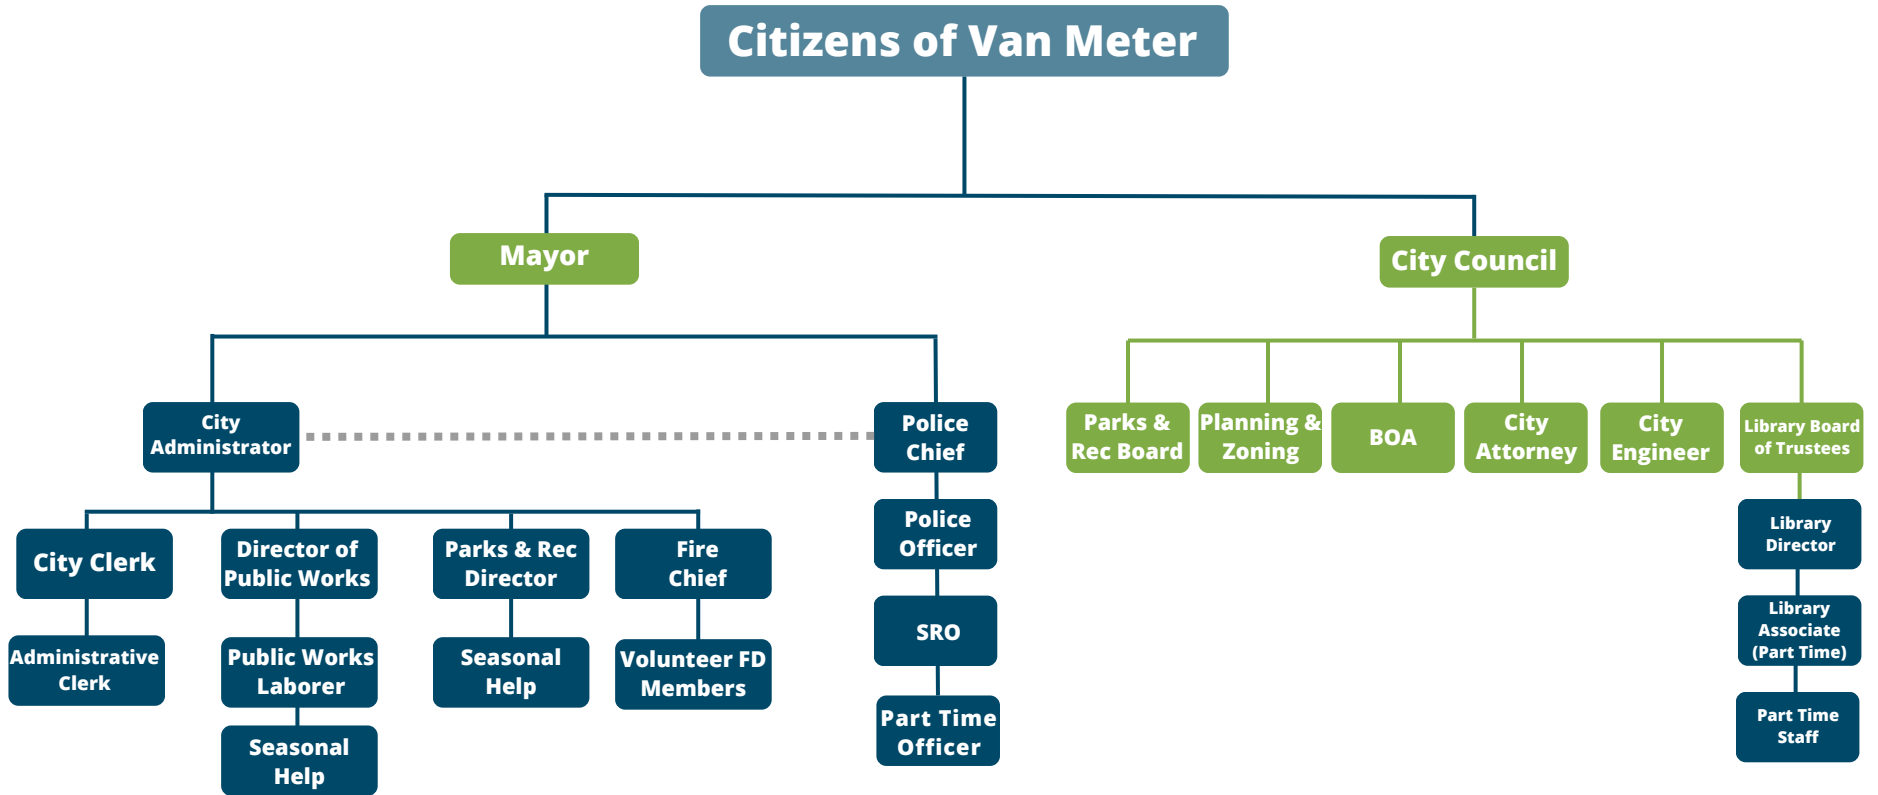 Citizens of Van Meter
Mayor
City Council
City
Administrator
Police
Chief
Parks &
Rec Board
Planning &
Zoning
BOA
City
Attorney
City
Engineer
Library Board
of Trustees
City Clerk
Director of
Public Works
Parks & Rec
Director
Fire
Chief
Police
Officer
Library
Director
Administrative
Clerk
Public Works
Laborer
Seasonal
Help
Volunteer FD
Members
SRO
Library
Associate
(Part Time)
Seasonal
Help
Part Time
Officer
Part Time
Staff